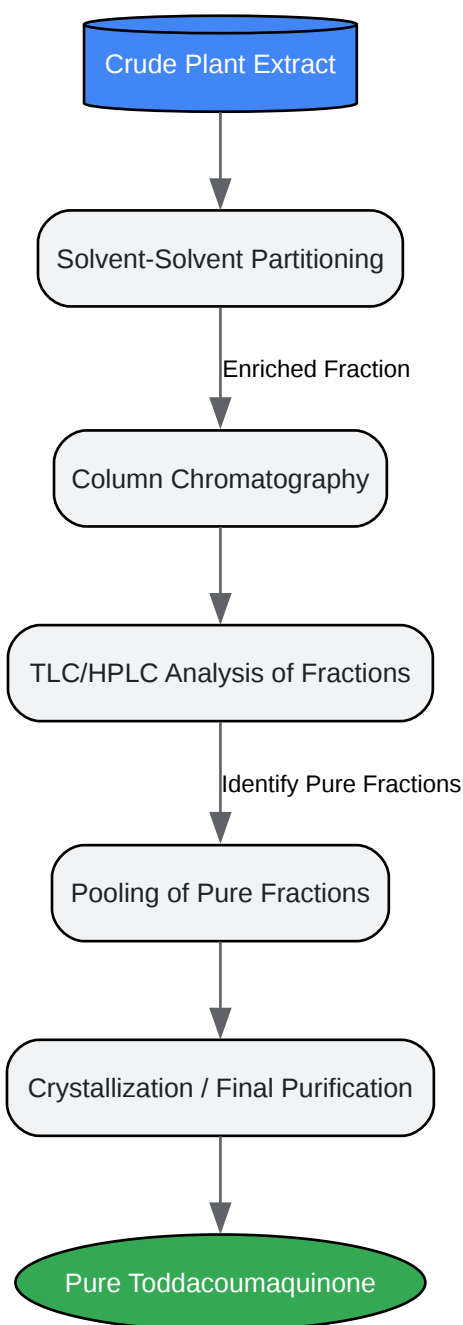 Crude Plant Extract
Solvent-Solvent Partitioning
Enriched Fraction
Column Chromatography
TLC/HPLC Analysis of Fractions
Identify Pure Fractions
Pooling of Pure Fractions
Crystallization / Final Purification
Pure Toddacoumaquinone